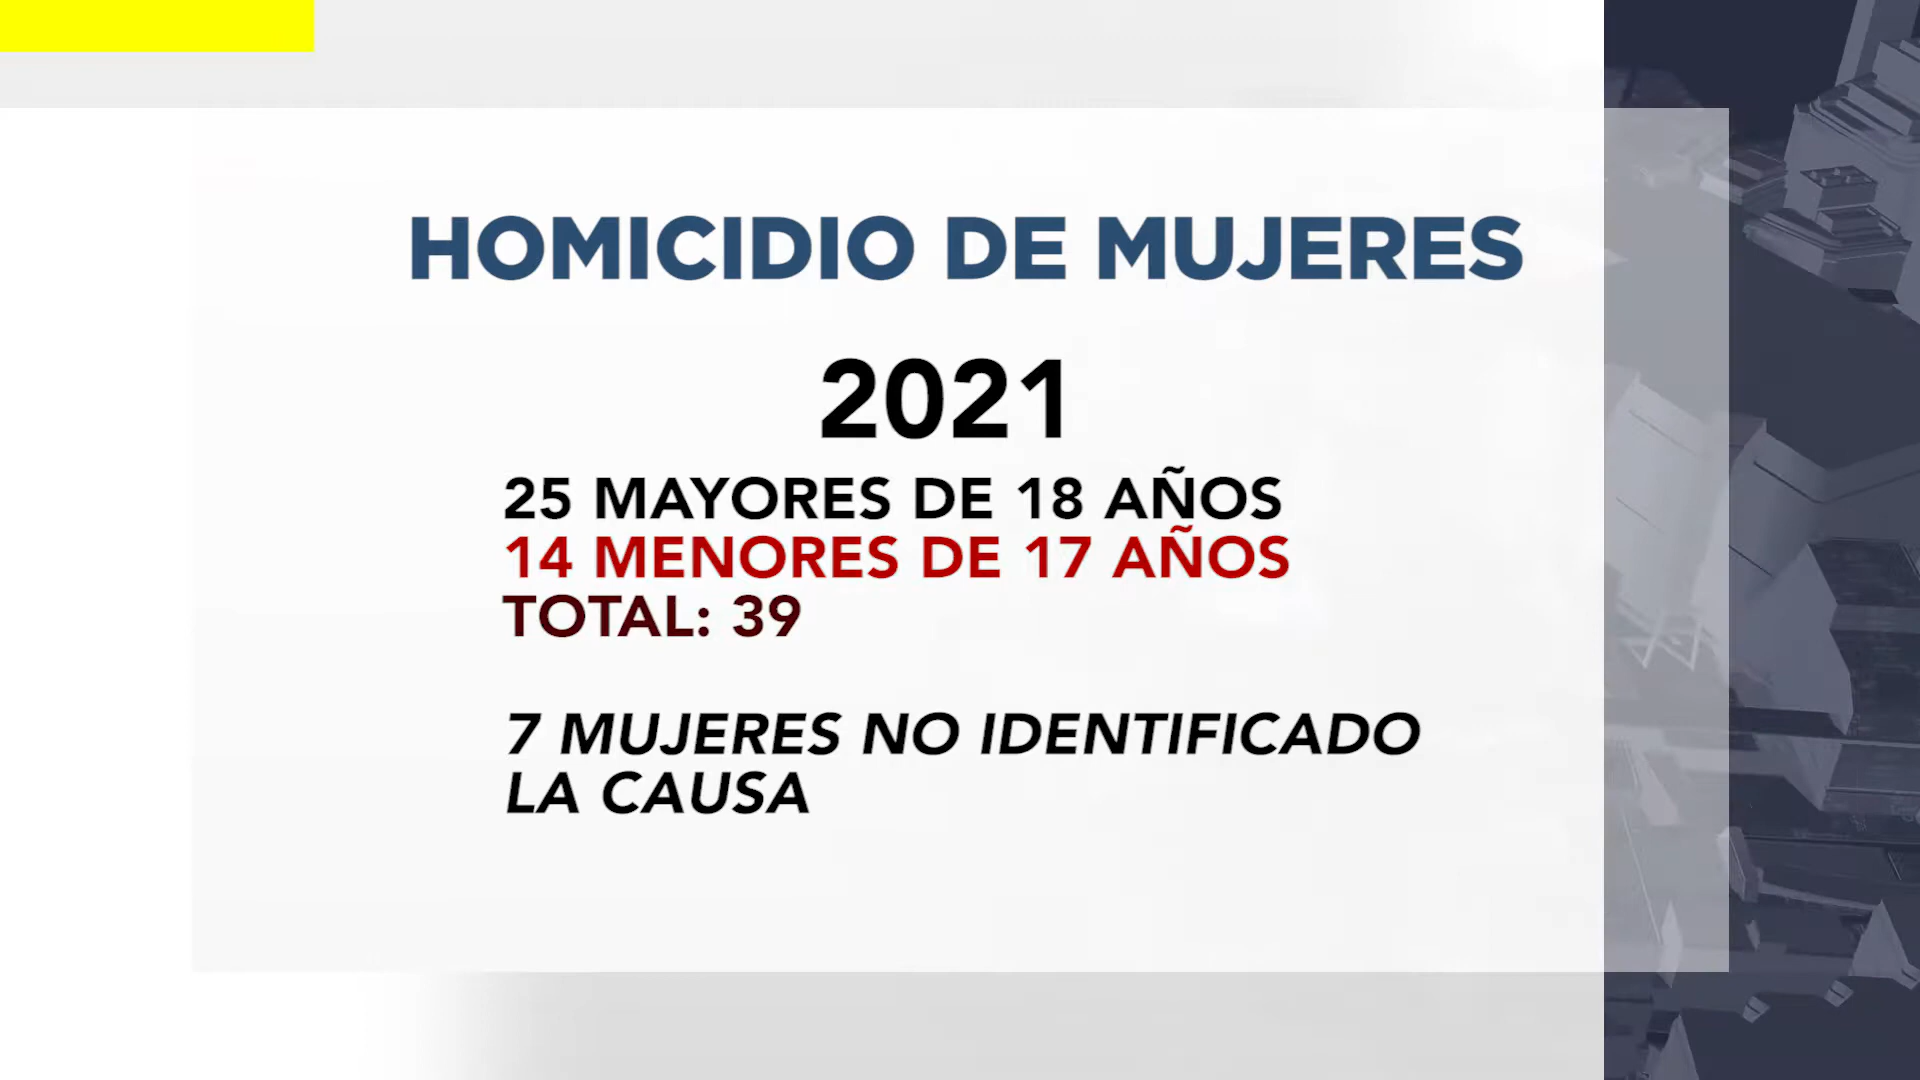 HOMICIDIO DE MUJERES
2021
25 MAYORES DE 18 AÑOS
14 MENORES DE 17 AÑOS
TOTAL: 39
7 MUJERES NO IDENTIFICADO
LA CAUSA